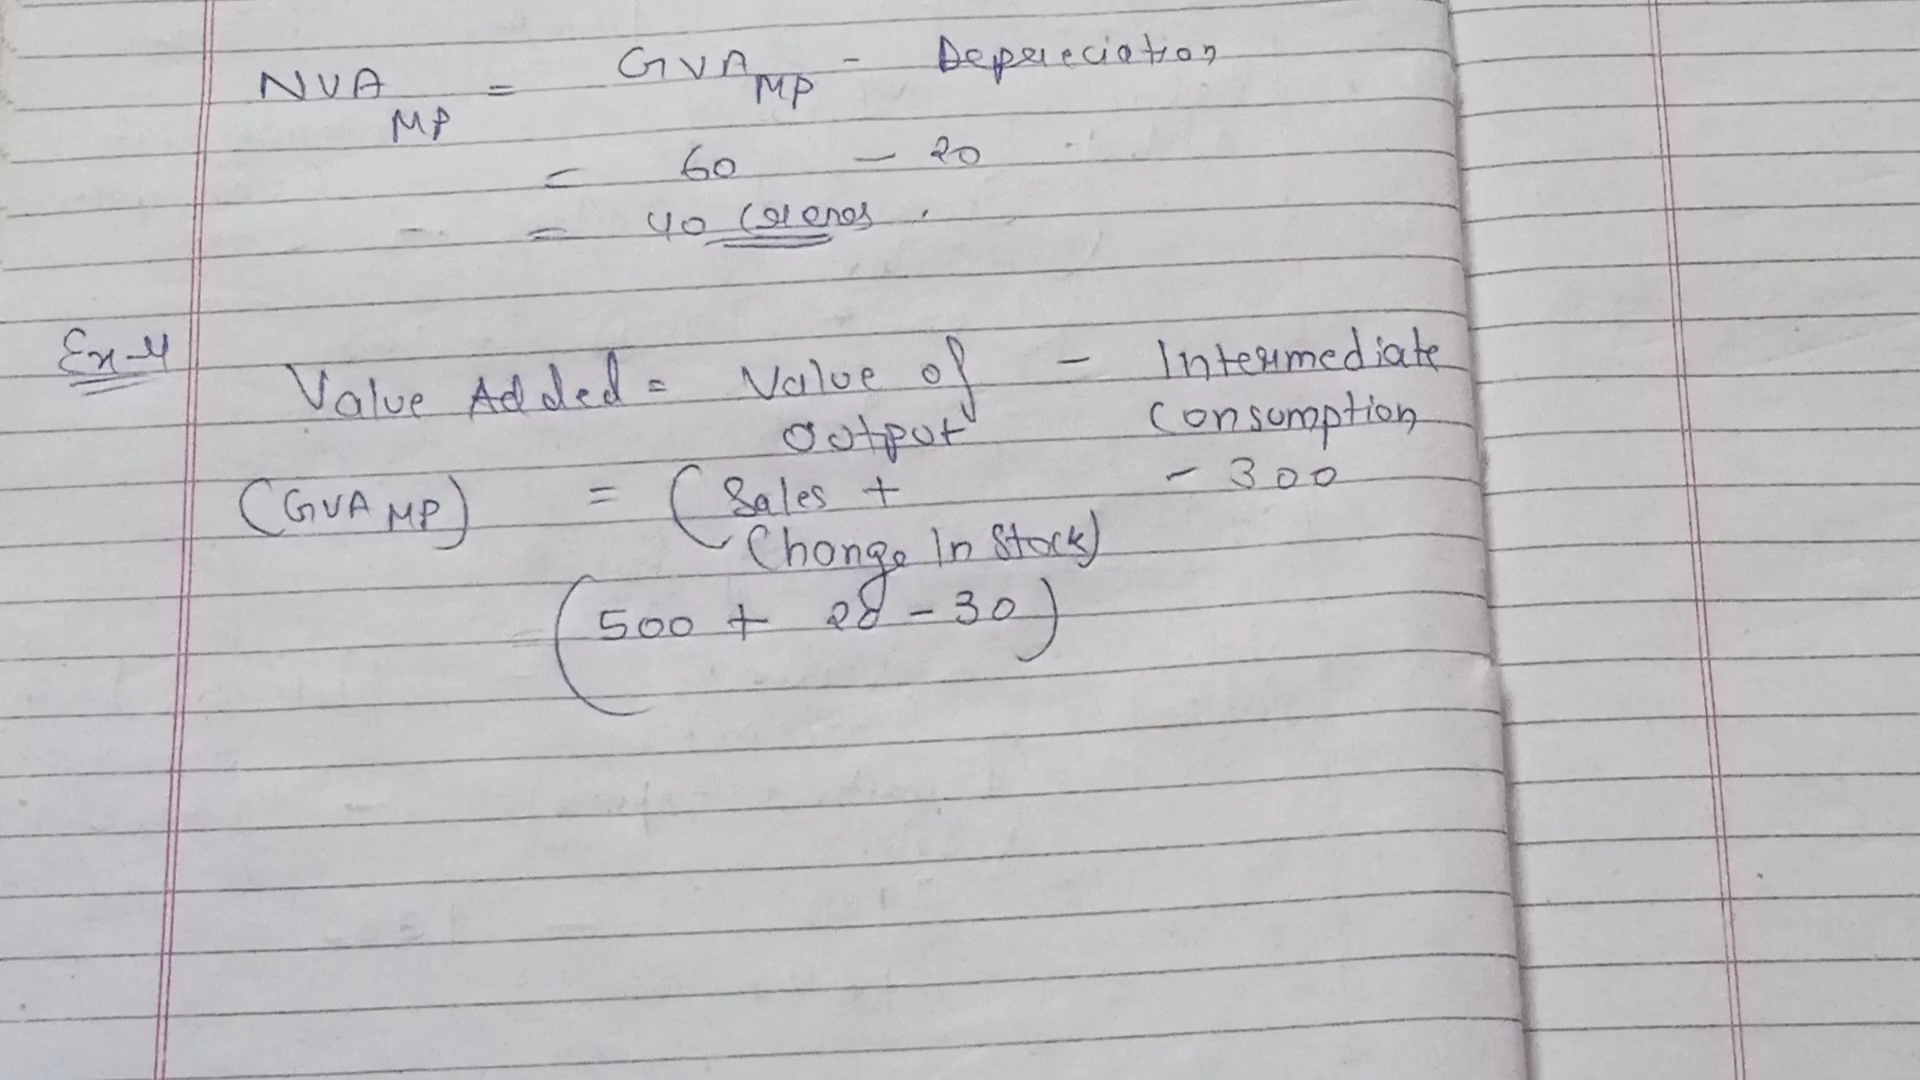 NVA MP = GVA MP - Depreciation
= 60 - 20
= 40 Crores.
Ex-4
Value Added = Value of output - Intermediate Consumption
(GVA MP) = (Sales + Change In Stock) - 300
(500 + 20 - 30)